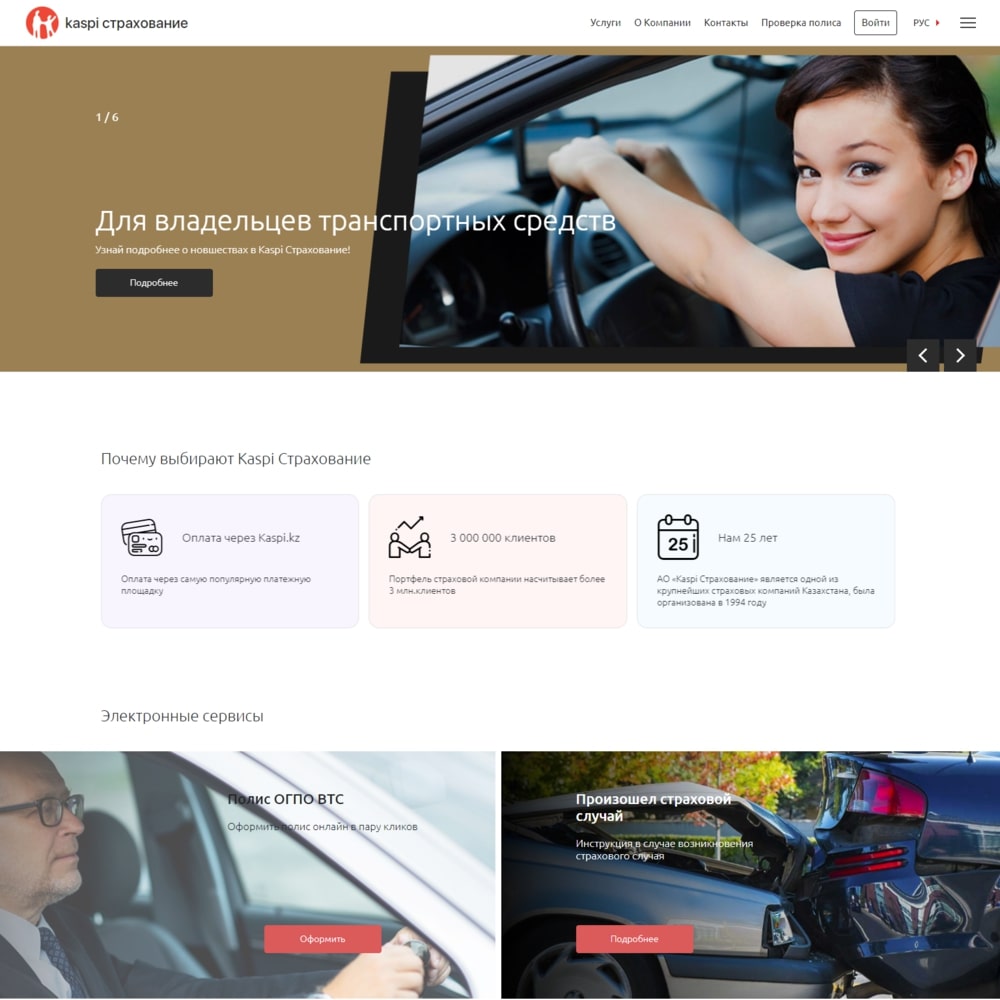 kaspi страхование
Услуги О Компании Контакты Проверка полиса Войти РУС
1 / 6
Для владельцев транспортных средств
Узнай подробнее о новшествах в Kaspi Страхование!
Подробнее
Почему выбирают Kaspi Страхование
Оплата через Kaspi.kz
Оплата через самую популярную платежную
площадку
3 000 000 клиентов
Портфель страховой компании насчитывает более
3 млн.клиентов
25
Нам 25 лет
АО «Kaspi Страхование» является одной из
крупнейших страховых компаний Казахстана, была
организована в 1994 году
Электронные сервисы
Полис ОГПО ВТС
Оформить полис онлайн в пару кликов
Оформить
Произошел страховой
случай
Инструкция в случае возникновения
страхового случая
Подробнее